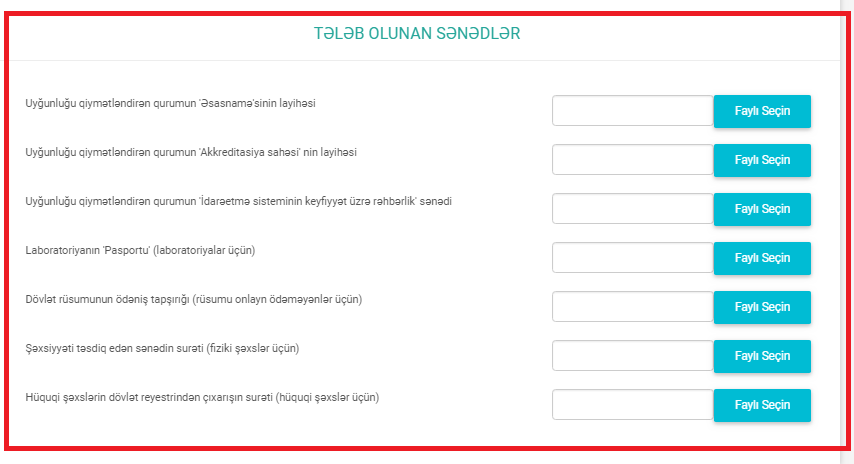 TƏLƏB OLUNAN SƏNƏDLƏR
Uyğunluğu qiymətləndirən qurumun 'Əsasnamə'sinin layihəsi
Faylı Seçin
Uyğunluğu qiymətləndirən qurumun 'Akkreditasiya sahəsi' nin layihəsi
Faylı Seçin
Uyğunluğu qiymətləndirən qurumun 'İdarəetmə sisteminin keyfiyyət üzrə rəhbərlik' sənədi
Faylı Seçin
Laboratoriyanın 'Pasportu' (laboratoriyalar üçün)
Faylı Seçin
Dövlət rüsumunun ödəniş tapşırığı (rüsumu onlayn ödəməyənlər üçün)
Faylı Seçin
Şəxsiyyəti təsdiq edən sənədin surəti (fiziki şəxslər üçün)
Faylı Seçin
Hüquqi şəxslərin dövlət reyestrindən çıxarışın surəti (hüquqi şəxslər üçün)
Faylı Seçin